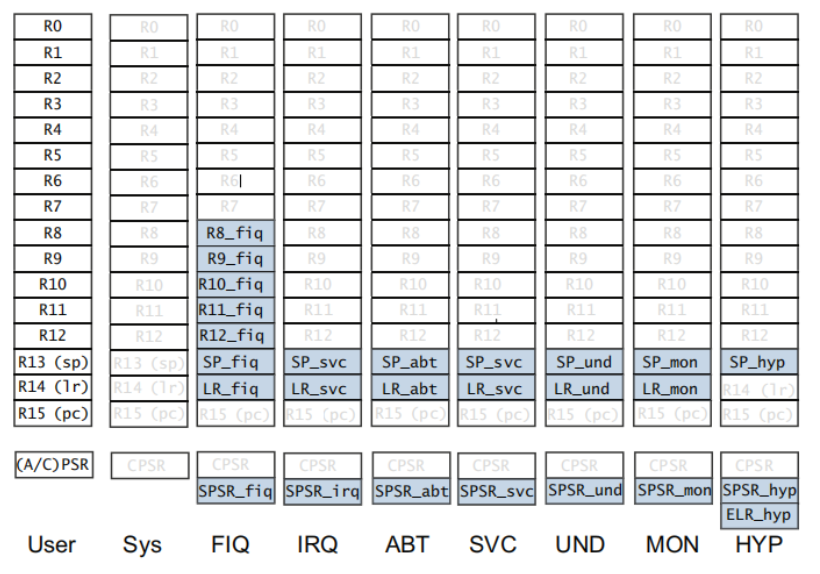 R0 R0 R0 R0 R0 R0 R0 R0 R0
R1 R1 R1 R1 R1 R1 R1 R1 R1
R2 R2 R2 R2 R2 R2 R2 R2 R2
R3 R3 R3 R3 R3 R3 R3 R3 R3
R4 R4 R4 R4 R4 R4 R4 R4 R4
R5 R5 R5 R5 R5 R5 R5 R5 R5
R6 R6 R6 R6 R6 R6 R6 R6 R6
R7 R7 R7 R7 R7 R7 R7 R7 R7
R8 R8 R8_fiq R8 R8 R8 R8 R8 R8
R9 R9 R9_fiq R9 R9 R9 R9 R9 R9
R10 R10 R10_fiq R10 R10 R10 R10 R10 R10
R11 R11 R11_fiq R11 R11 R11 R11 R11 R11
R12 R12 R12_fiq R12 R12 R12 R12 R12 R12
R13 (sp) R13 (sp) SP_fiq SP_svc SP_abt SP_svc SP_und SP_mon SP_hyp
R14 (lr) R14 (lr) LR_fiq LR_svc LR_abt LR_svc LR_und LR_mon R14 (lr)
R15 (pc) R15 (pc) R15 (pc) R15 (pc) R15 (pc) R15 (pc) R15 (pc) R15 (pc) R15 (pc)
(A/C)PSR CPSR CPSR CPSR CPSR CPSR CPSR CPSR CPSR
SPSR_fiq SPSR_irq SPSR_abt SPSR_svc SPSR_und SPSR_mon SPSR_hyp
ELR_hyp
User Sys FIQ IRQ ABT SVC UND MON HYP